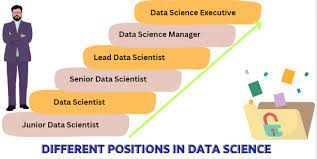 Data Science Executive
Data Science Manager
Lead Data Scientist
Senior Data Scientist
Data Scientist
Junior Data Scientist
DIFFERENT POSITIONS IN DATA SCIENCE